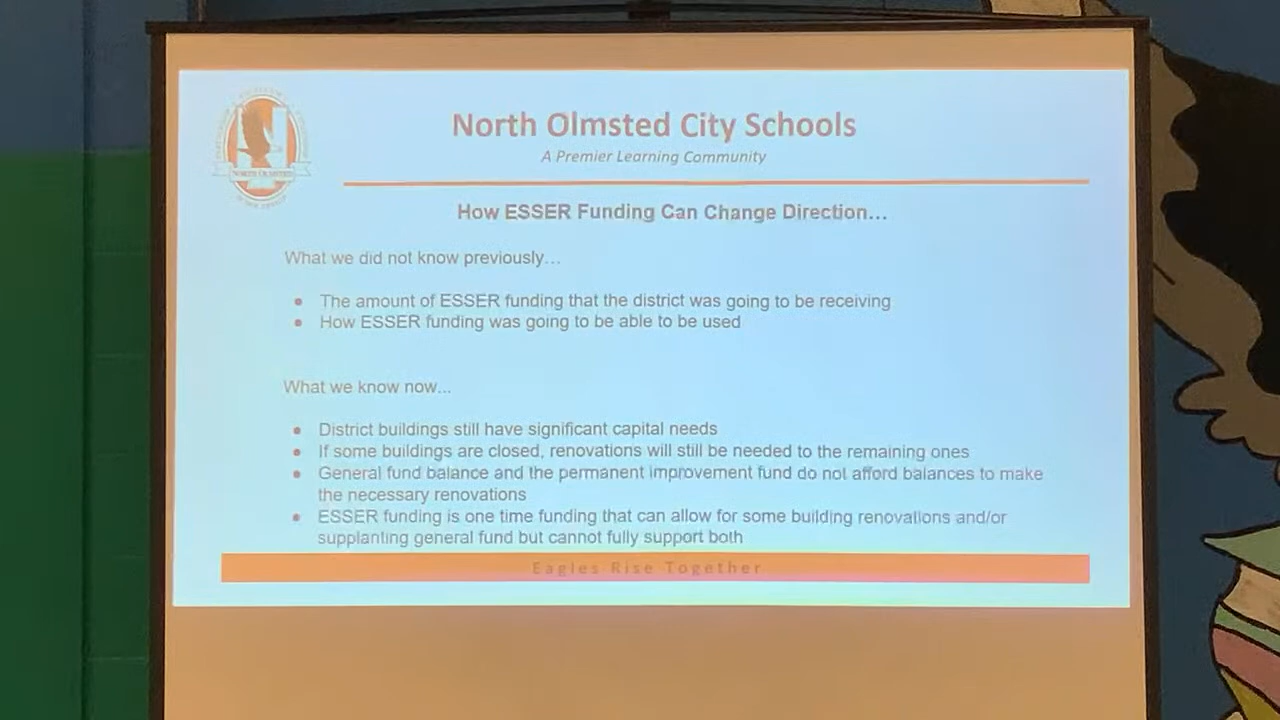 North Olmsted City Schools
A Premier Learning Community
NORTH OLMSTED
How ESSER Funding Can Change Direction...
What we did not know previously...
● The amount of ESSER funding that the district was going to be receiving
● How ESSER funding was going to be able to be used
What we know now...
● District buildings still have significant capital needs
● If some buildings are closed, renovations will still be needed to the remaining ones
● General fund balance and the permanent improvement fund do not afford balances to make
the necessary renovations
● ESSER funding is one time funding that can allow for some building renovations and/or
supplanting general fund but cannot fully support both
Eagles Rise Together